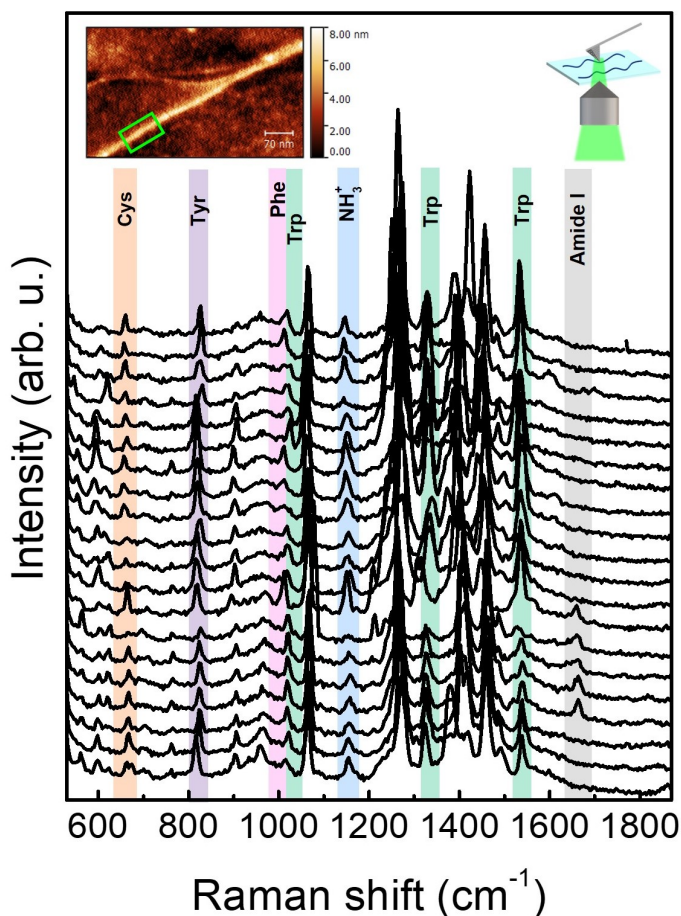 8.00 nm
6.00
4.00
2.00
0.00
70 nm
Cys
Tyr
Phe
Trp
NH₃⁺
Trp
Trp
Amide I
Intensity (arb. u.)
600 800 1000 1200 1400 1600 1800
Raman shift (cm⁻¹)